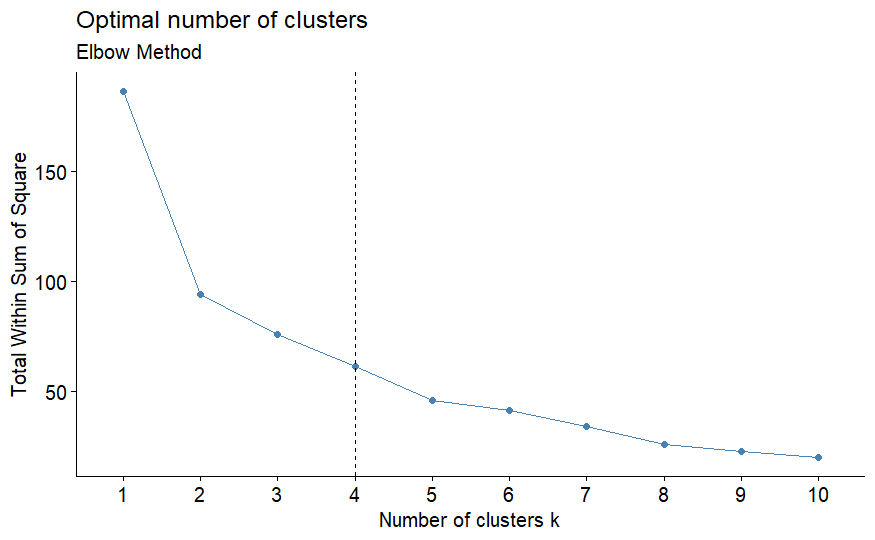 Optimal number of clusters
Elbow Method
Total Within Sum of Square
150
100
50
1 2 3 4 5 6 7 8 9 10
Number of clusters k